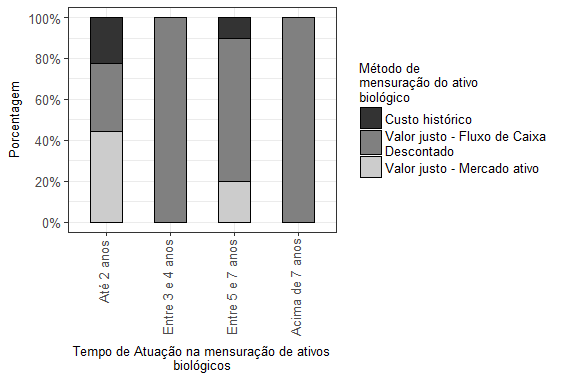 100%
80%
60%
40%
20%
0%
Porcentagem
Até 2 anos
Entre 3 e 4 anos
Entre 5 e 7 anos
Acima de 7 anos
Tempo de Atuação na mensuração de ativos
biológicos
Método de
mensuração do ativo
biológico
Custo histórico
Valor justo - Fluxo de Caixa
Descontado
Valor justo - Mercado ativo